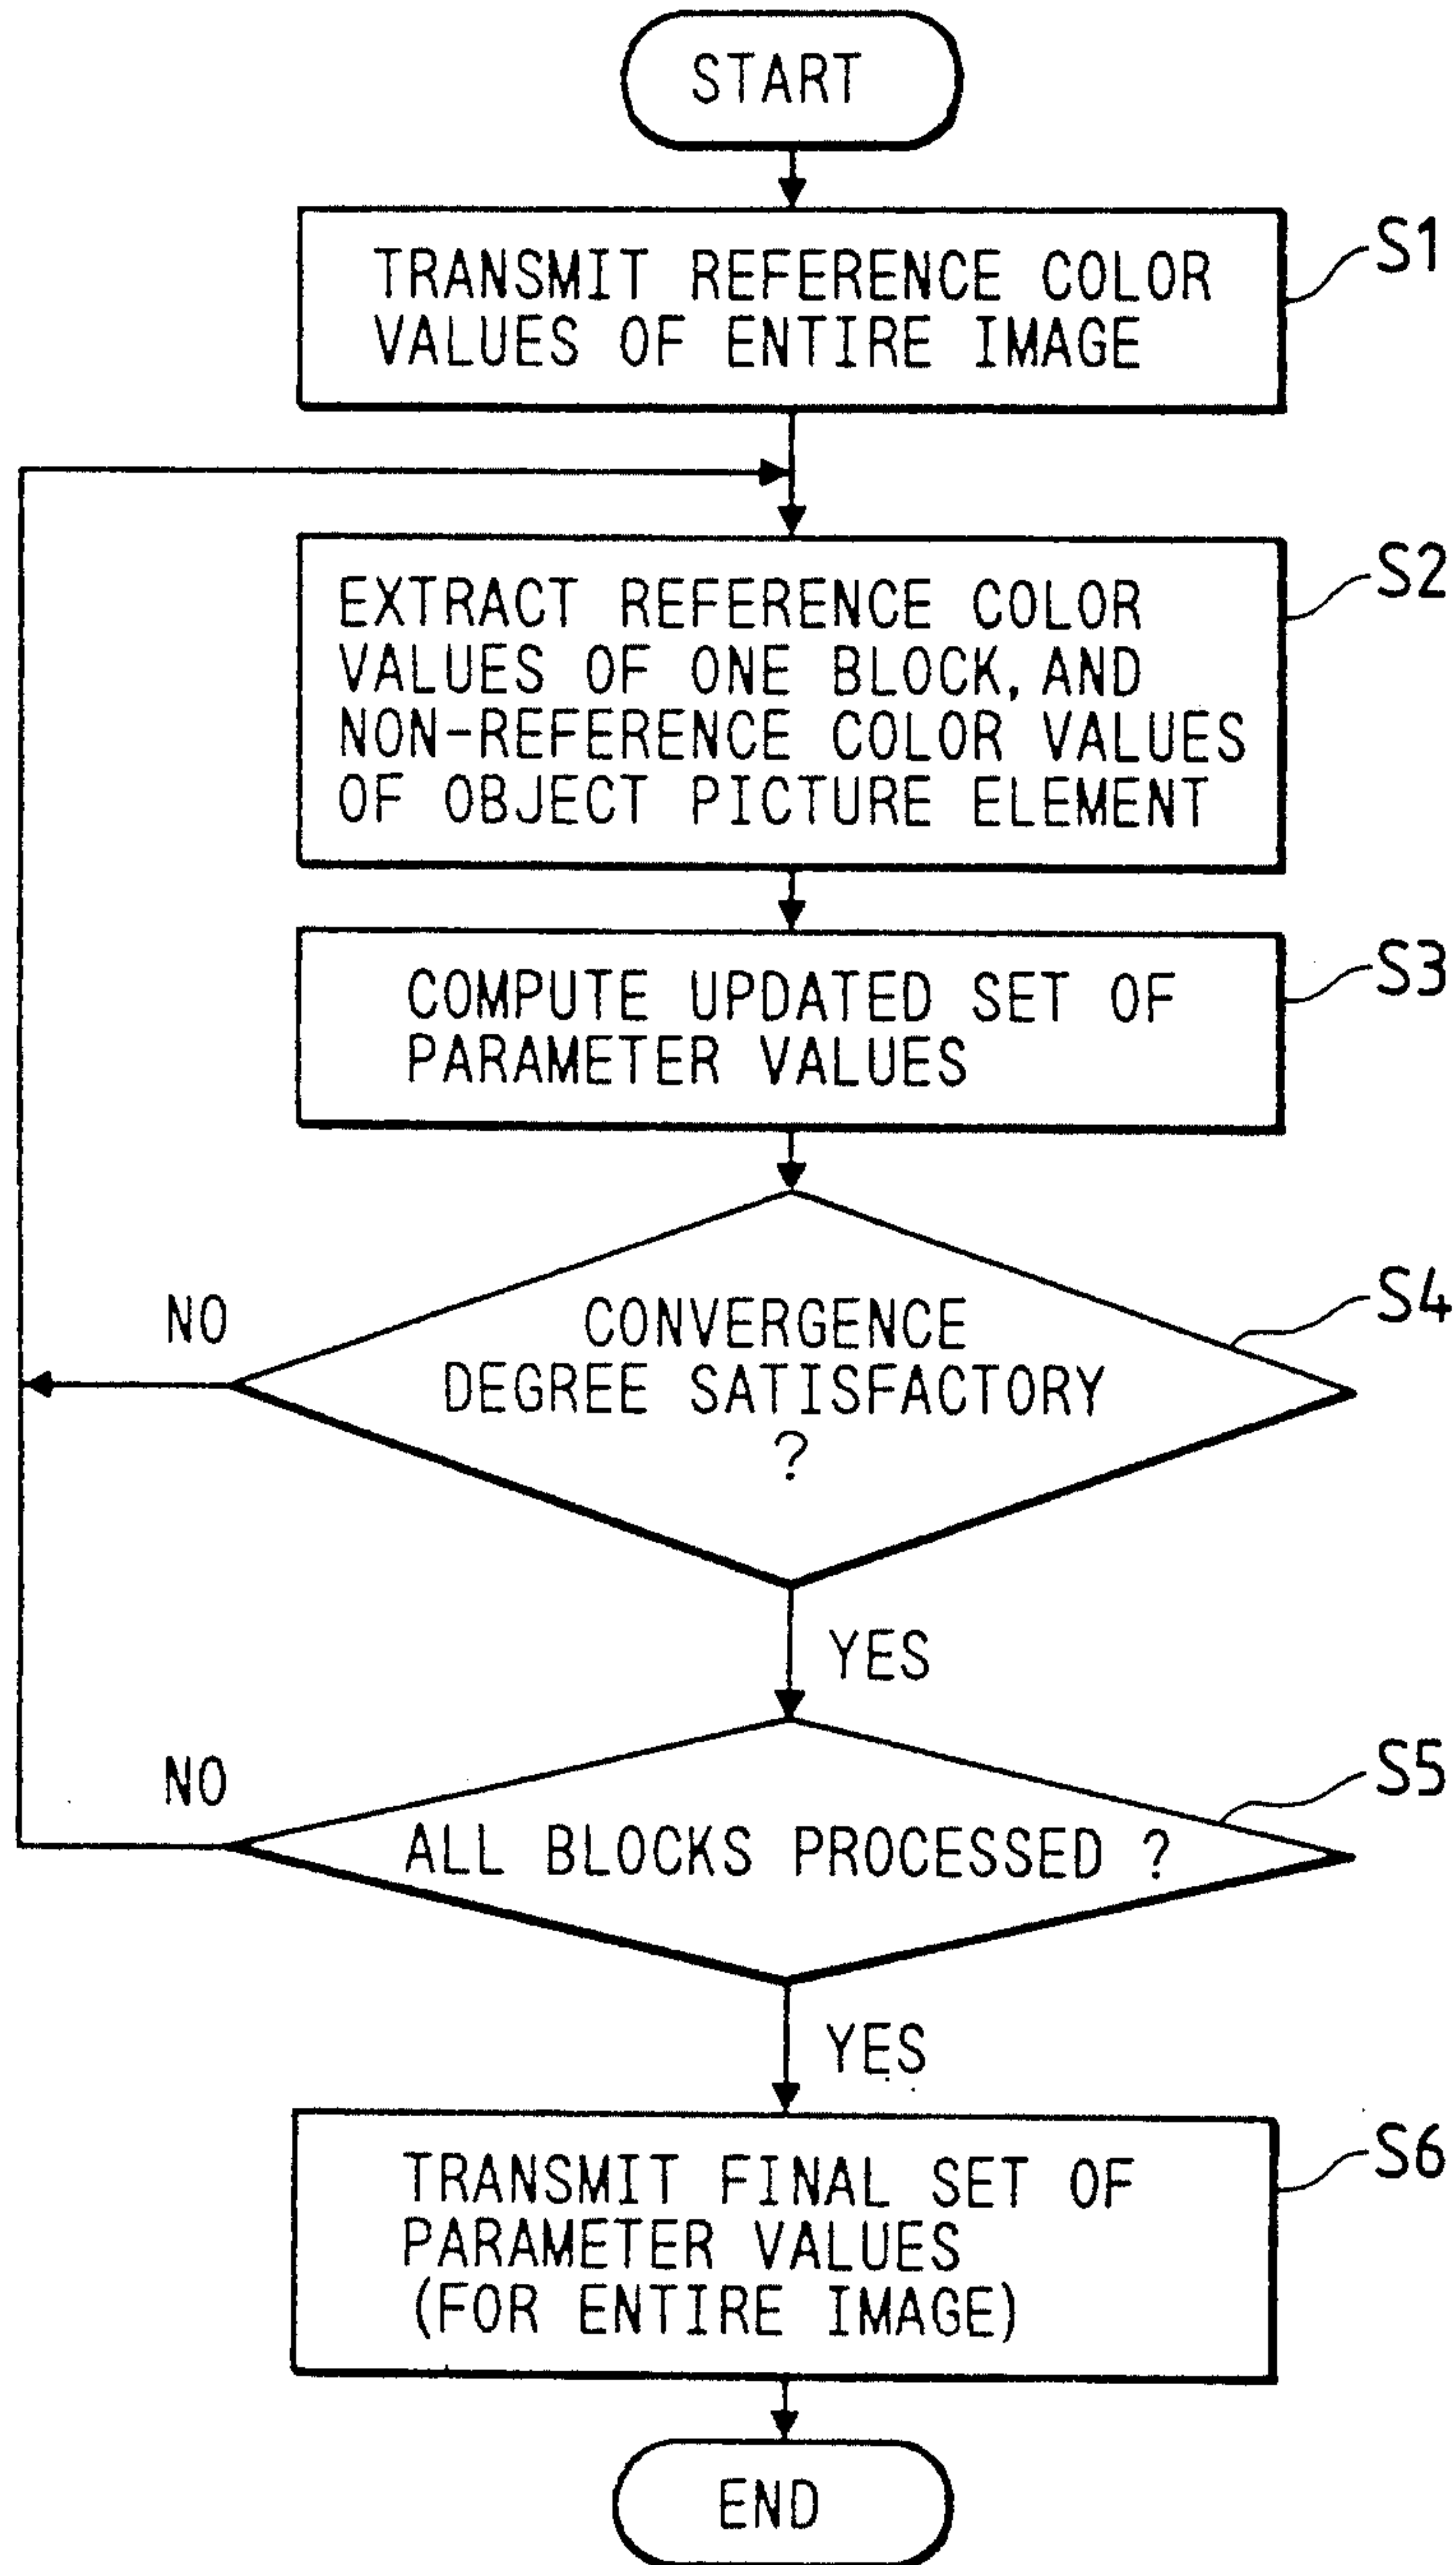 START
TRANSMIT REFERENCE COLOR
VALUES OF ENTIRE IMAGE
S1
EXTRACT REFERENCE COLOR
VALUES OF ONE BLOCK, AND
NON-REFERENCE COLOR VALUES
OF OBJECT PICTURE ELEMENT
S2
COMPUTE UPDATED SET OF
PARAMETER VALUES
S3
NO
CONVERGENCE
DEGREE SATISFACTORY
?
S4
YES
NO
ALL BLOCKS PROCESSED ?
S5
YES
TRANSMIT FINAL SET OF
PARAMETER VALUES
(FOR ENTIRE IMAGE)
S6
END